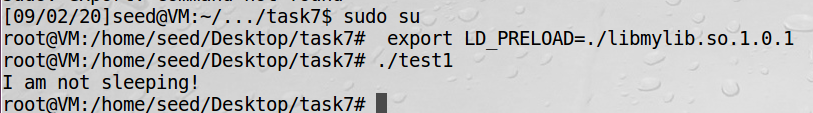 [09/02/20]seed@VM:~/.../task7$ sudo su
root@VM:/home/seed/Desktop/task7#  export LD_PRELOAD=./libmylib.so.1.0.1
root@VM:/home/seed/Desktop/task7# ./test1
I am not sleeping!
root@VM:/home/seed/Desktop/task7#